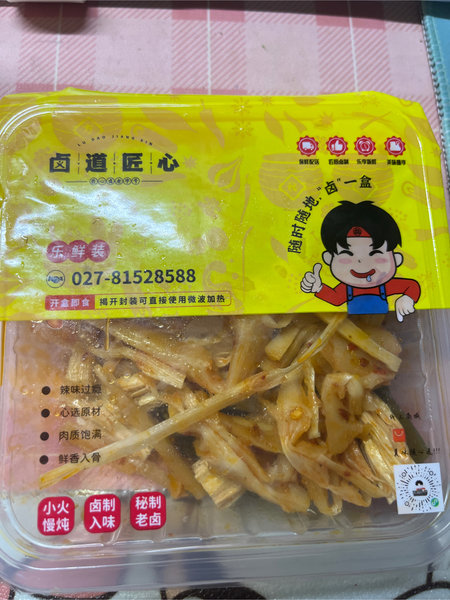 LU DAO JIANG XIN
卤道匠心
随时随地"卤"一盒
乐鲜装
027-81528588
开盒即食 揭开封装可直接使用微波加热
辣味过瘾
心选原材
肉质饱满
鲜香入骨
小火慢炖
卤制入味
秘制老卤